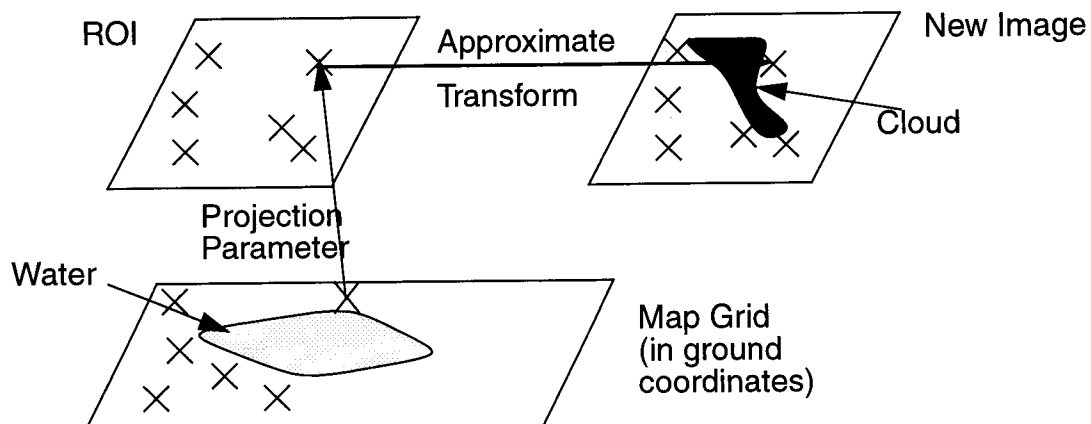 ROI
Approximate
Transform
New Image
Cloud
Projection
Parameter
Water
Map Grid
(in ground
coordinates)